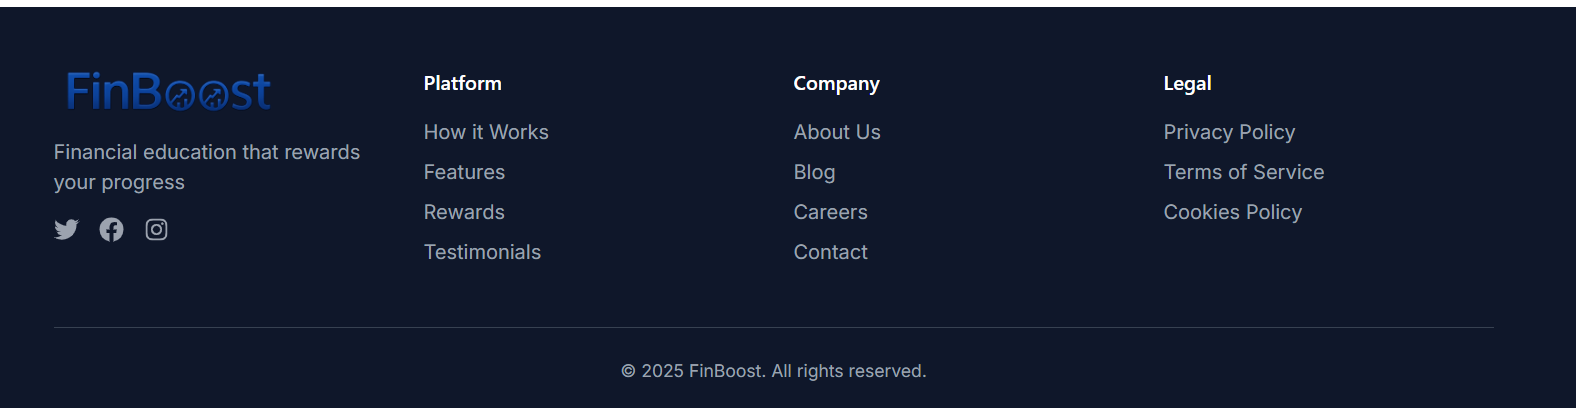 FinBoost
Financial education that rewards
your progress
Platform
How it Works
Features
Rewards
Testimonials
Company
About Us
Blog
Careers
Contact
Legal
Privacy Policy
Terms of Service
Cookies Policy
© 2025 FinBoost. All rights reserved.